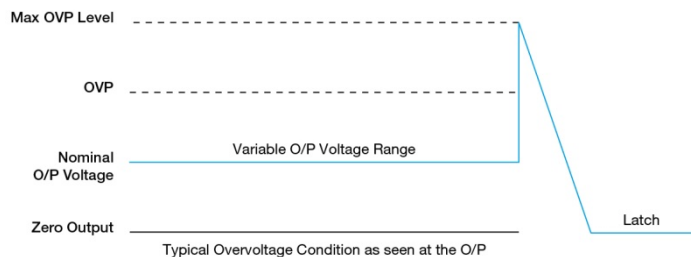 Max OVP Level
OVP
Variable O/P Voltage Range
Nominal
O/P Voltage
Zero Output
Latch
Typical Overvoltage Condition as seen at the O/P